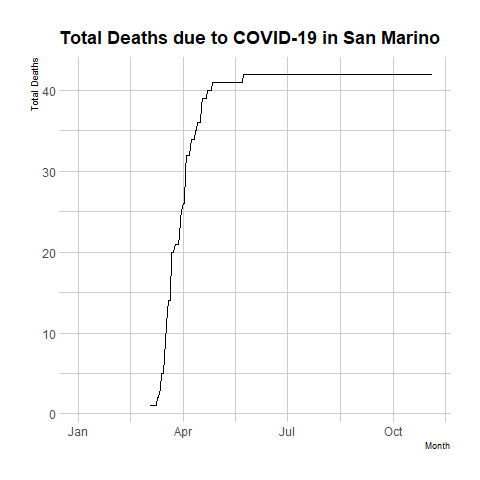 Total Deaths due to COVID-19 in San Marino
Total Deaths
40
30
20
10
0
Jan Apr Jul Oct
Month